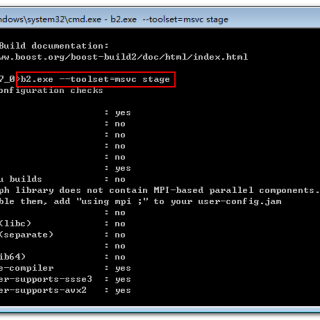 ndows\system32\cmd.exe - b2.exe --toolset=msvc stage
Build documentation:
ww.boost.org/boost-build2/doc/html/index.html
7_0>b2.exe --toolset=msvc stage
onfiguration checks
: yes
: no
: no
: no
: no
: yes
u builds : no
ph library does not contain MPI-based parallel components.
ble them, add "using mpi ;" to your user-config.jam
: no
(libc) : no
(separate) : no
: no
ib64) : no
e-compiler : yes
er-supports-ssse3 : yes
er-supports-avx2 : yes